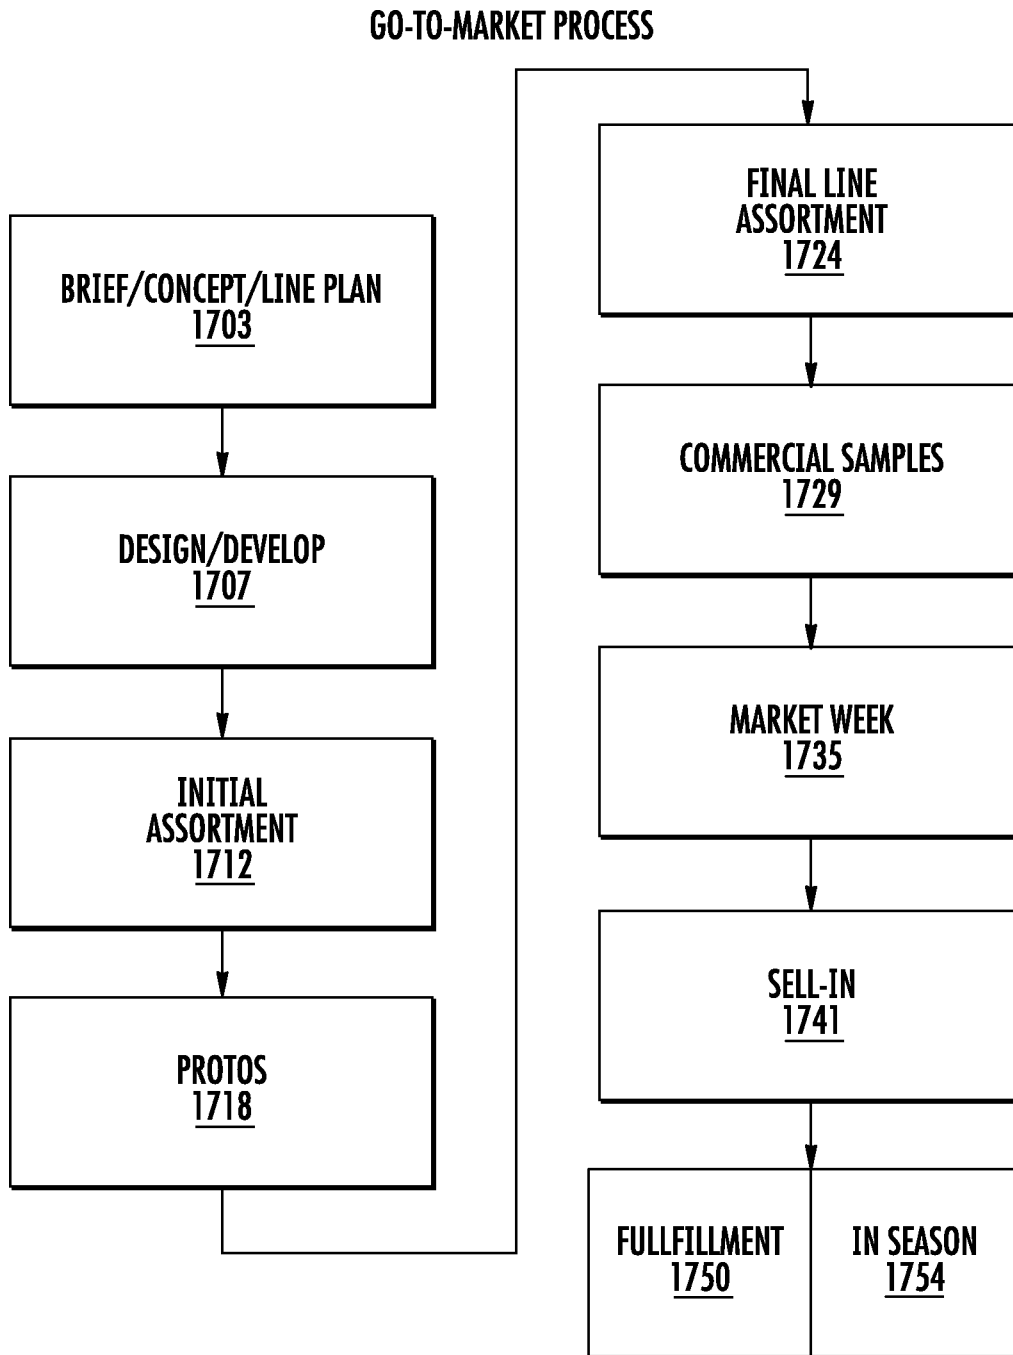 GO-TO-MARKET PROCESS
BRIEF/CONCEPT/LINE PLAN
1703
DESIGN/DEVELOP
1707
INITIAL
ASSORTMENT
1712
PROTOS
1718
FINAL LINE
ASSORTMENT
1724
COMMERCIAL SAMPLES
1729
MARKET WEEK
1735
SELL-IN
1741
FULLFILLMENT
1750
IN SEASON
1754